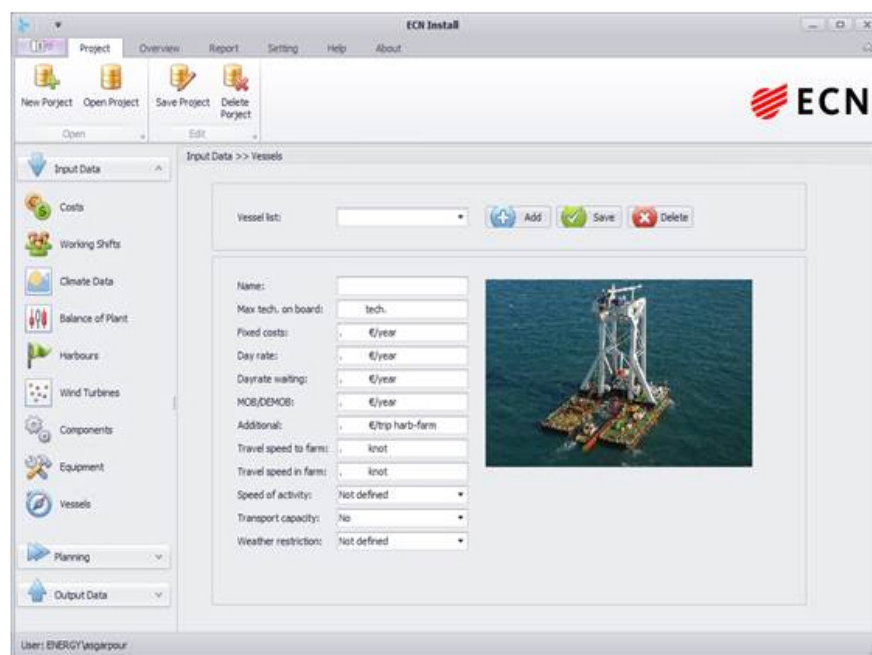 ECN Install
Project Overview Report Setting Help About
New Porject Open Project Save Project Delete Porject
Open Edit
ECN
Input Data
Input Data >> Vessels
Costs
Working Shifts
Climate Data
Balance of Plant
Harbours
Wind Turbines
Components
Equipment
Vessels
Planning
Output Data
Vessel list: Add Save Delete
Name:
Max tech. on board: tech.
Fixed costs: . €/year
Day rate: . €/year
Dayrate waiting: . €/year
MOB/DEMOB: . €/year
Additional: . €/trip harb-farm
Travel speed to farm: . knot
Travel speed in farm: . knot
Speed of activity: Not defined
Transport capacity: No
Weather restriction: Not defined
User: ENERGY\asgarpour